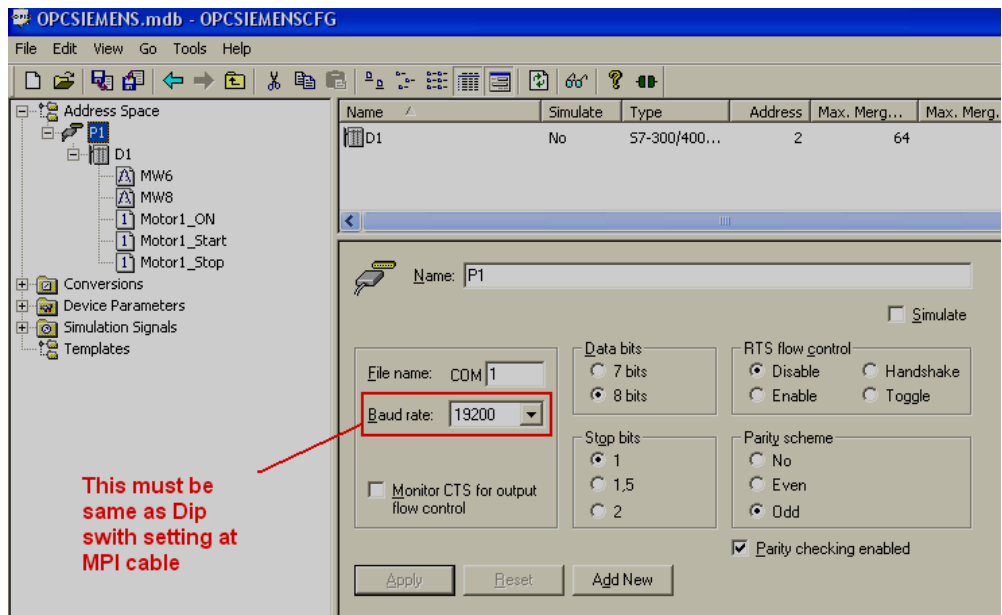 OPCSIEMENS.mdb - OPCSIEMENSCFG
File Edit View Go Tools Help
Address Space
P1
D1
MW6
MW8
Motor1_ON
Motor1_Start
Motor1_Stop
Conversions
Device Parameters
Simulation Signals
Templates
Name Simulate Type Address Max. Merg... Max. Merg.
D1 No S7-300/400... 2 64
Name: P1
Simulate
File name: COM 1
Baud rate: 19200
Monitor CTS for output
flow control
Data bits
7 bits
8 bits
Stop bits
1
1,5
2
RTS flow control
Disable Handshake
Enable Toggle
Parity scheme
No
Even
Odd
Parity checking enabled
Apply Reset Add New
This must be
same as Dip
swith setting at
MPI cable